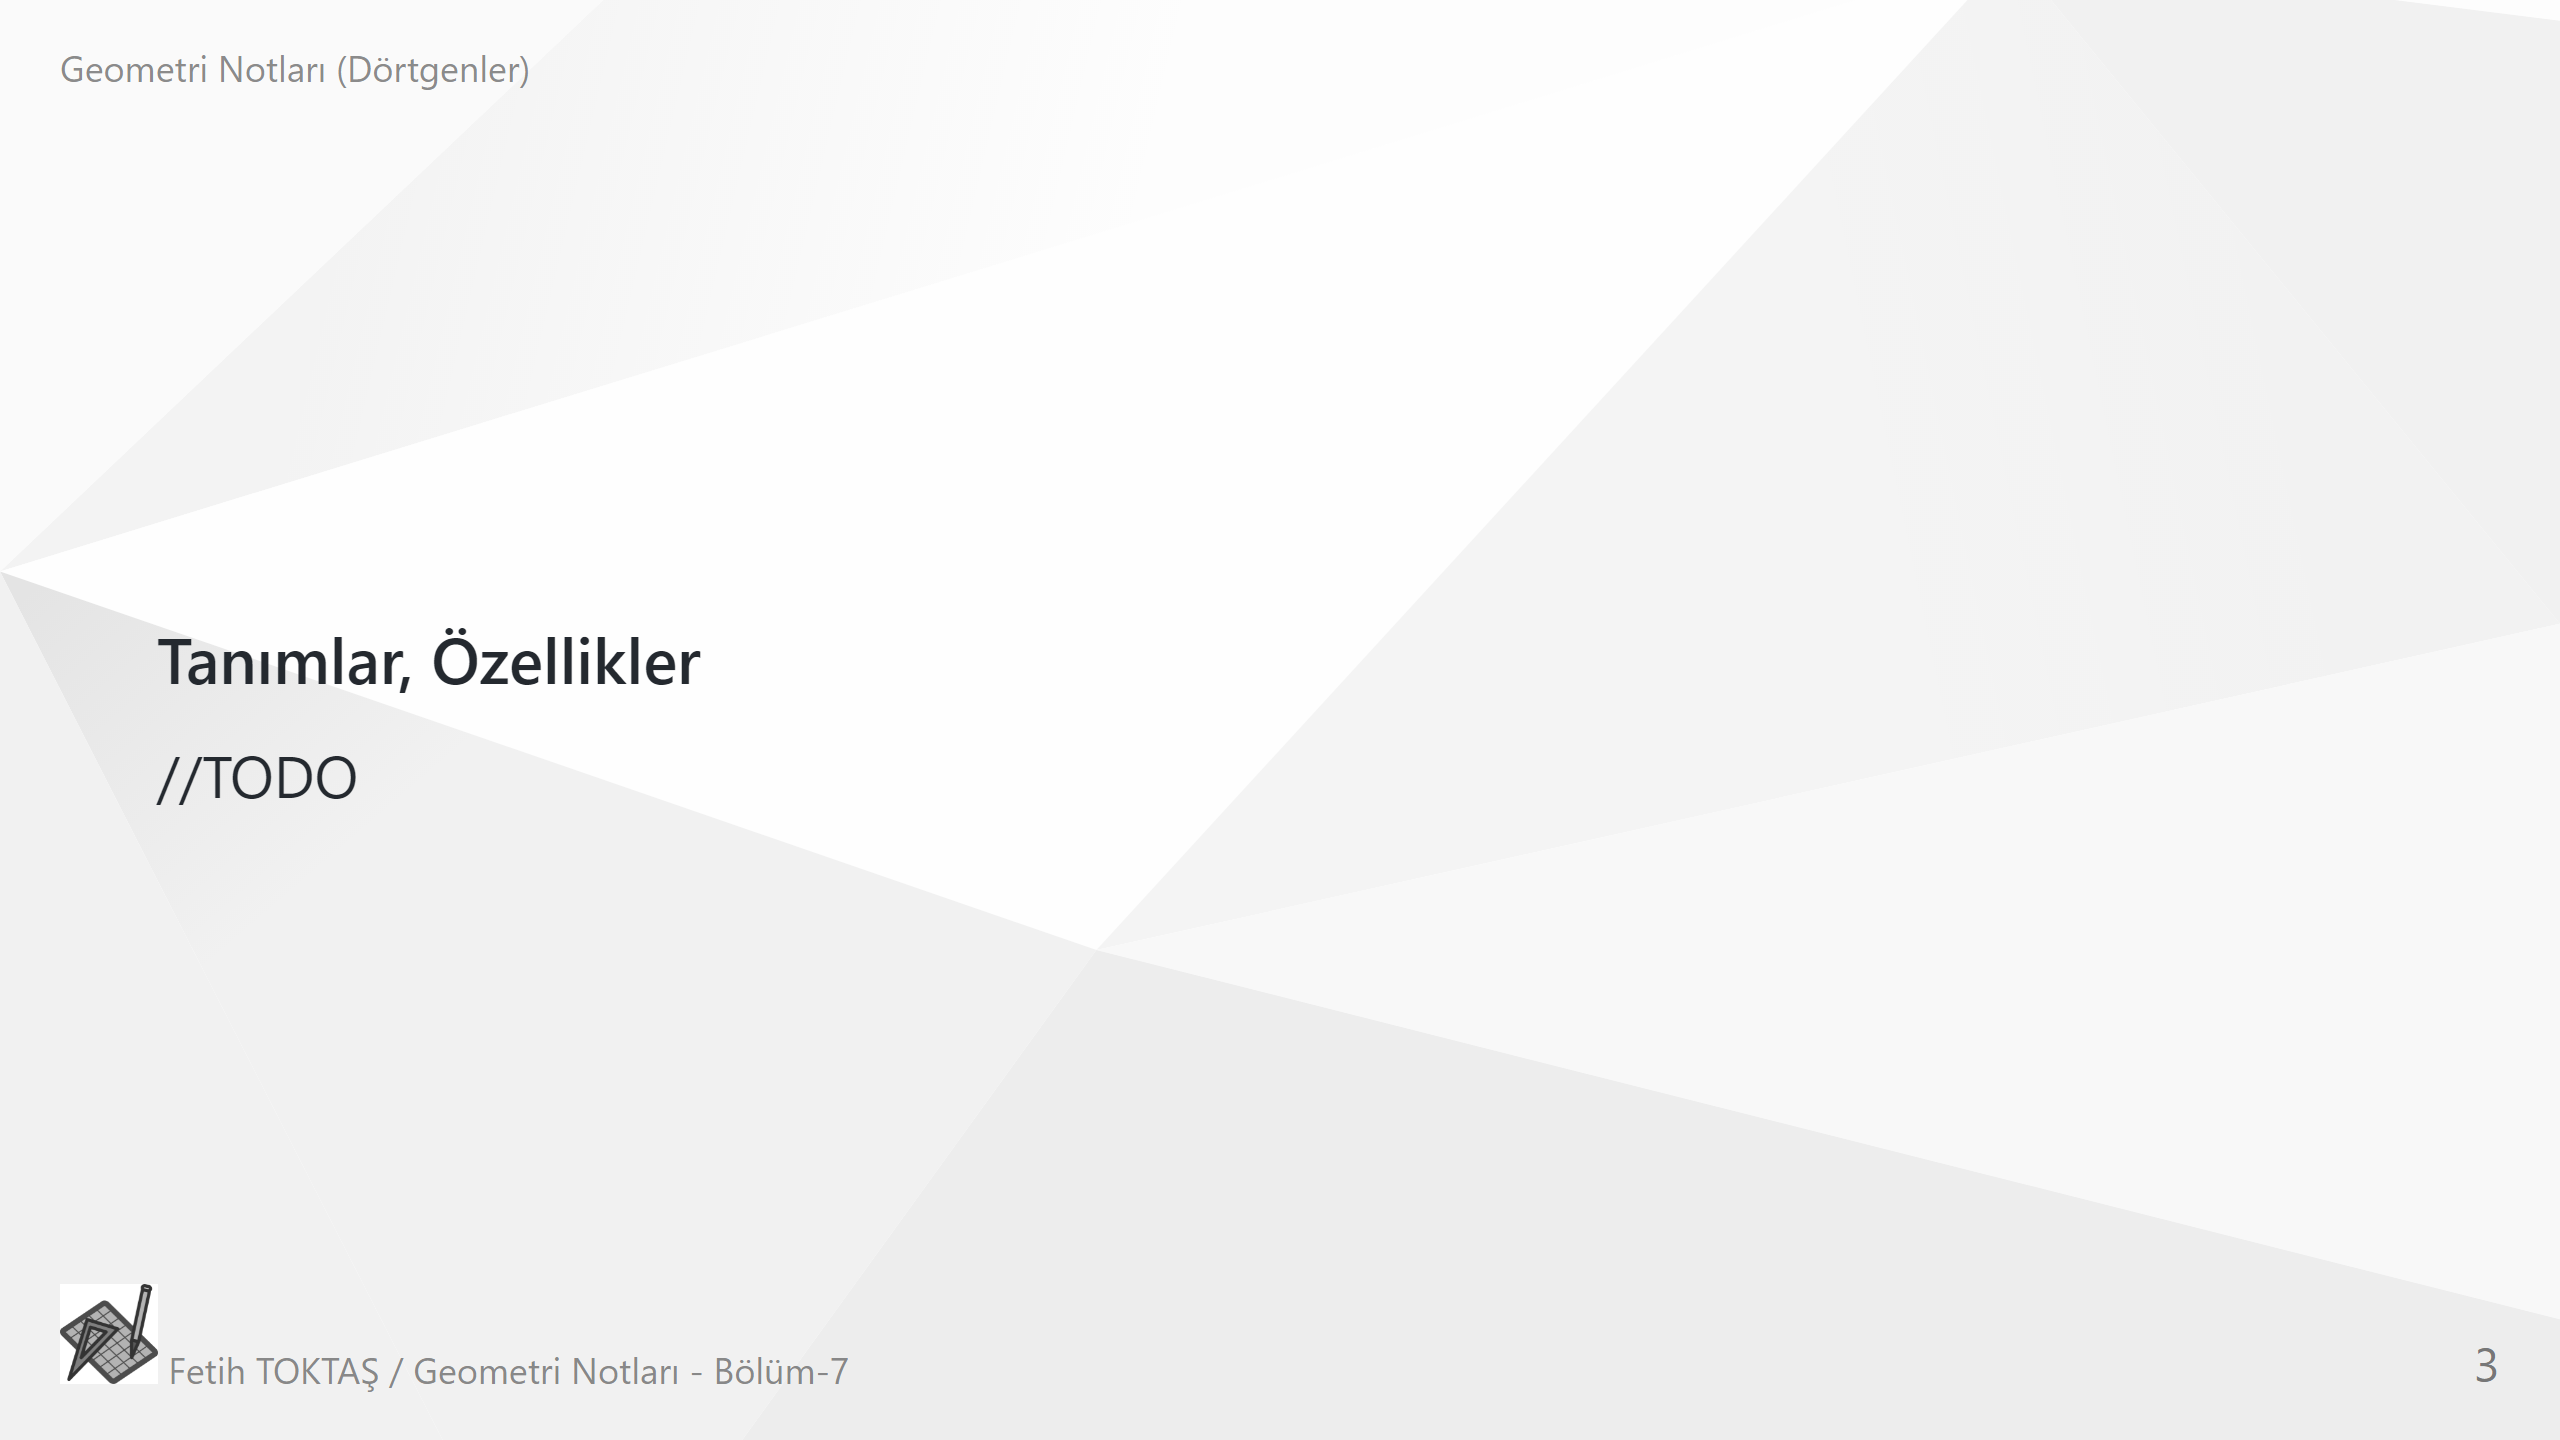 Geometri Notları (Dörtgenler)
Tanımlar, Özellikler
//TODO
Fetih TOKTAŞ / Geometri Notları - Bölüm-7
3